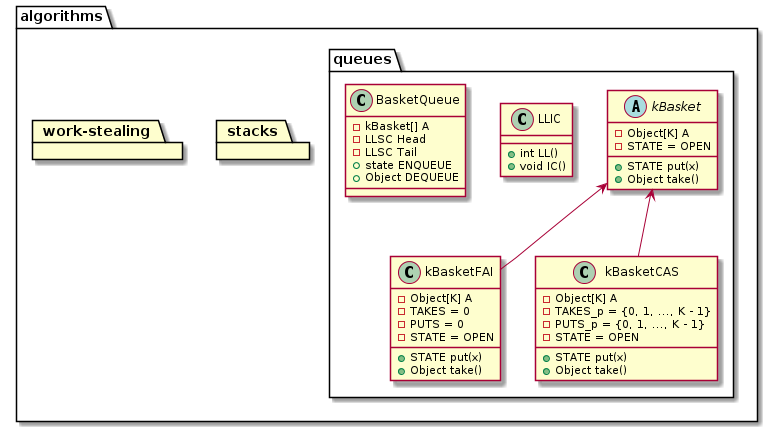 algorithms
queues
work-stealing
stacks
C BasketQueue
kBasket[] A
LLSC Head
LLSC Tail
state ENQUEUE
Object DEQUEUE
C LLIC
int LL()
void IC()
A kBasket
Object[K] A
STATE = OPEN
STATE put(x)
Object take()
C kBasketFAI
Object[K] A
TAKES = 0
PUTS = 0
STATE = OPEN
STATE put(x)
Object take()
C kBasketCAS
Object[K] A
TAKES_p = {0, 1, ..., K - 1}
PUTS_p = {0, 1, ..., K - 1}
STATE = OPEN
STATE put(x)
Object take()